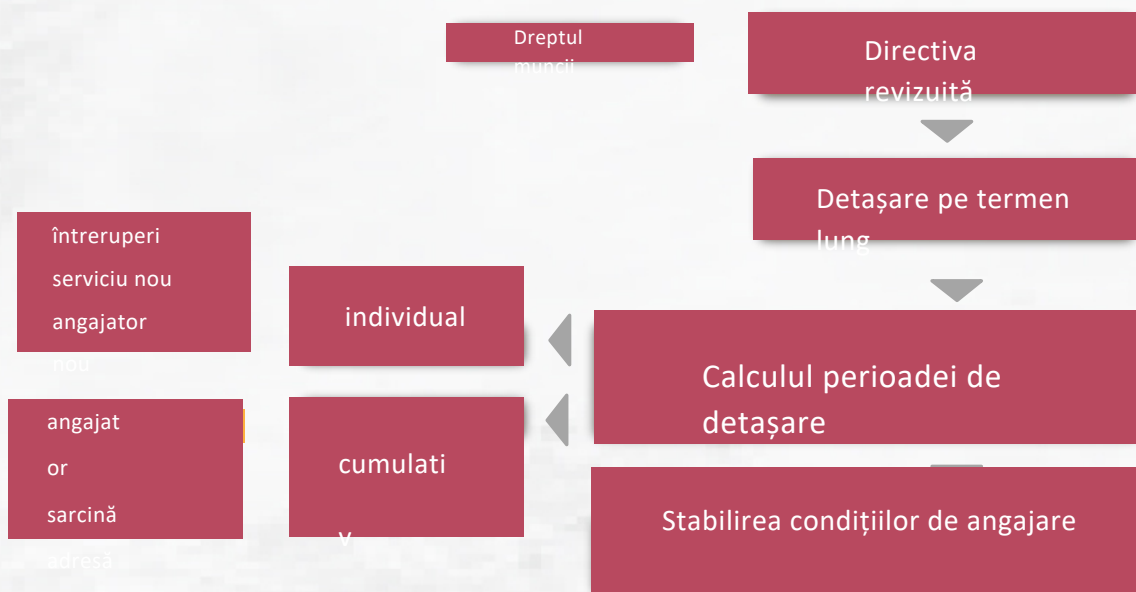 Dreptul
muncii
Directiva
revizuită
Detașare pe termen
lung
întreruperi
serviciu nou
angajator
nou
individual
Calculul perioadei de
detașare
angajat
or
sarcină
adresă
cumulati
v
Stabilirea condițiilor de angajare